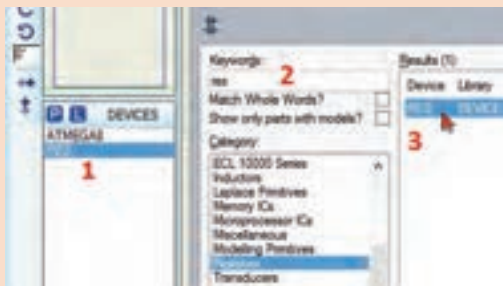 P L DEVICES
ATMEGA8
RES
1
Keywords:
2
res
Match Whole Words?
Show only parts with models?
Category:
ECL 10000 Series
Inductors
Laplace Primitives
Memory ICs
Microprocessor ICs
Miscellaneous
Modelling Primitives
Resistors
Transducers
Results (1)
Device Library
RES DEVICE
3